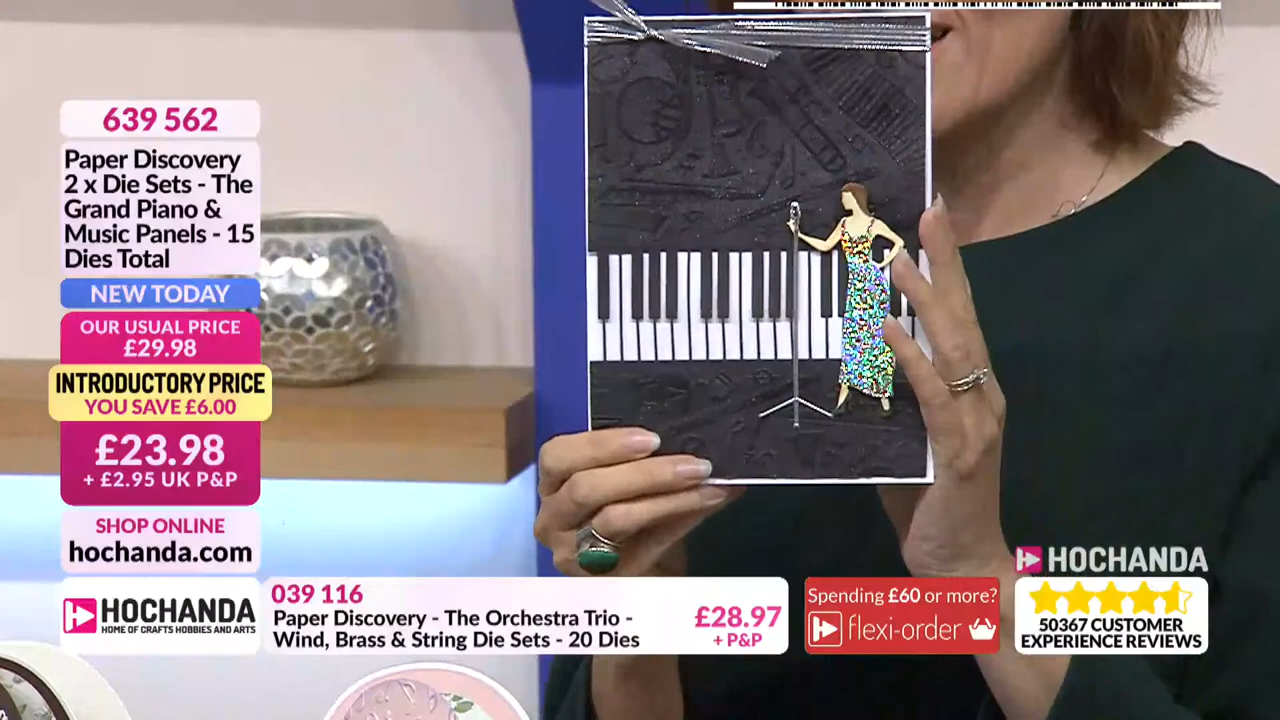 639 562
Paper Discovery
2 x Die Sets - The
Grand Piano &
Music Panels - 15
Dies Total
NEW TODAY
OUR USUAL PRICE
£29.98
INTRODUCTORY PRICE
YOU SAVE £6.00
£23.98
+ £2.95 UK P&P
SHOP ONLINE
hochanda.com
HOCHANDA
HOME OF CRAFTS HOBBIES AND ARTS
039 116
Paper Discovery - The Orchestra Trio -
Wind, Brass & String Die Sets - 20 Dies
£28.97
+ P&P
Spending £60 or more?
flexi-order
HOCHANDA
50367 CUSTOMER
EXPERIENCE REVIEWS